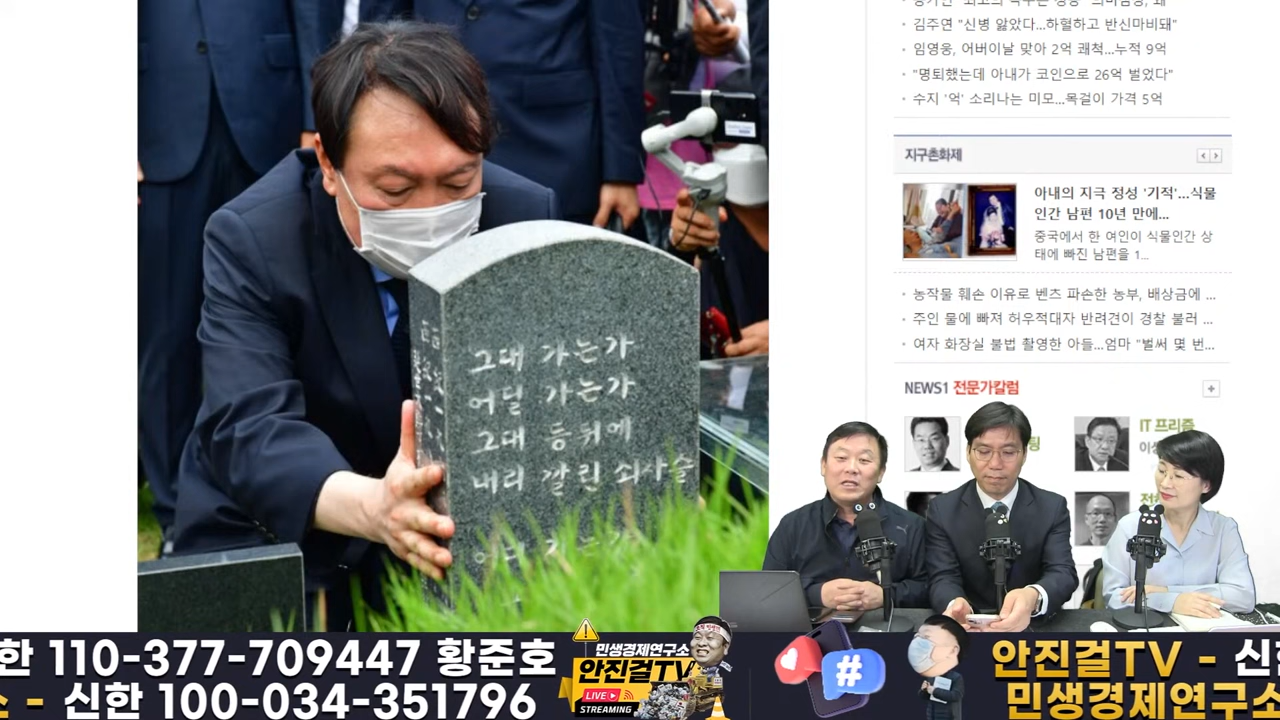 김주연 "신병 앓았다...하혈하고 반신마비돼"
임영웅, 어버이날 맞아 2억 쾌척...누적 9억
"명퇴했는데 아내가 코인으로 26억 벌었다"
수지 '억' 소리나는 미모...목걸이 가격 5억
지구촌화제
아내의 지극 정성 '기적'...식물
인간 남편 10년 만에...
중국에서 한 여인이 식물인간 상
태에 빠진 남편을 1...
농작물 훼손 이유로 벤츠 파손한 농부, 배상금에 ...
주인 물에 빠져 허우적대자 반려견이 경찰 불러 ...
여자 화장실 불법 촬영한 아들...엄마 "벌써 몇 번...
NEWS1 전문가칼럼
IT 프리즘
그대 가는가
어딜 가는가
그대 등뒤에
내리 깔린 쇠사슬
한 110-377-709447 황준호
- 신한 100-034-351796
민생경제연구소
안진걸TV
LIVE
STREAMING
#
안진걸TV - 신한
민생경제연구소